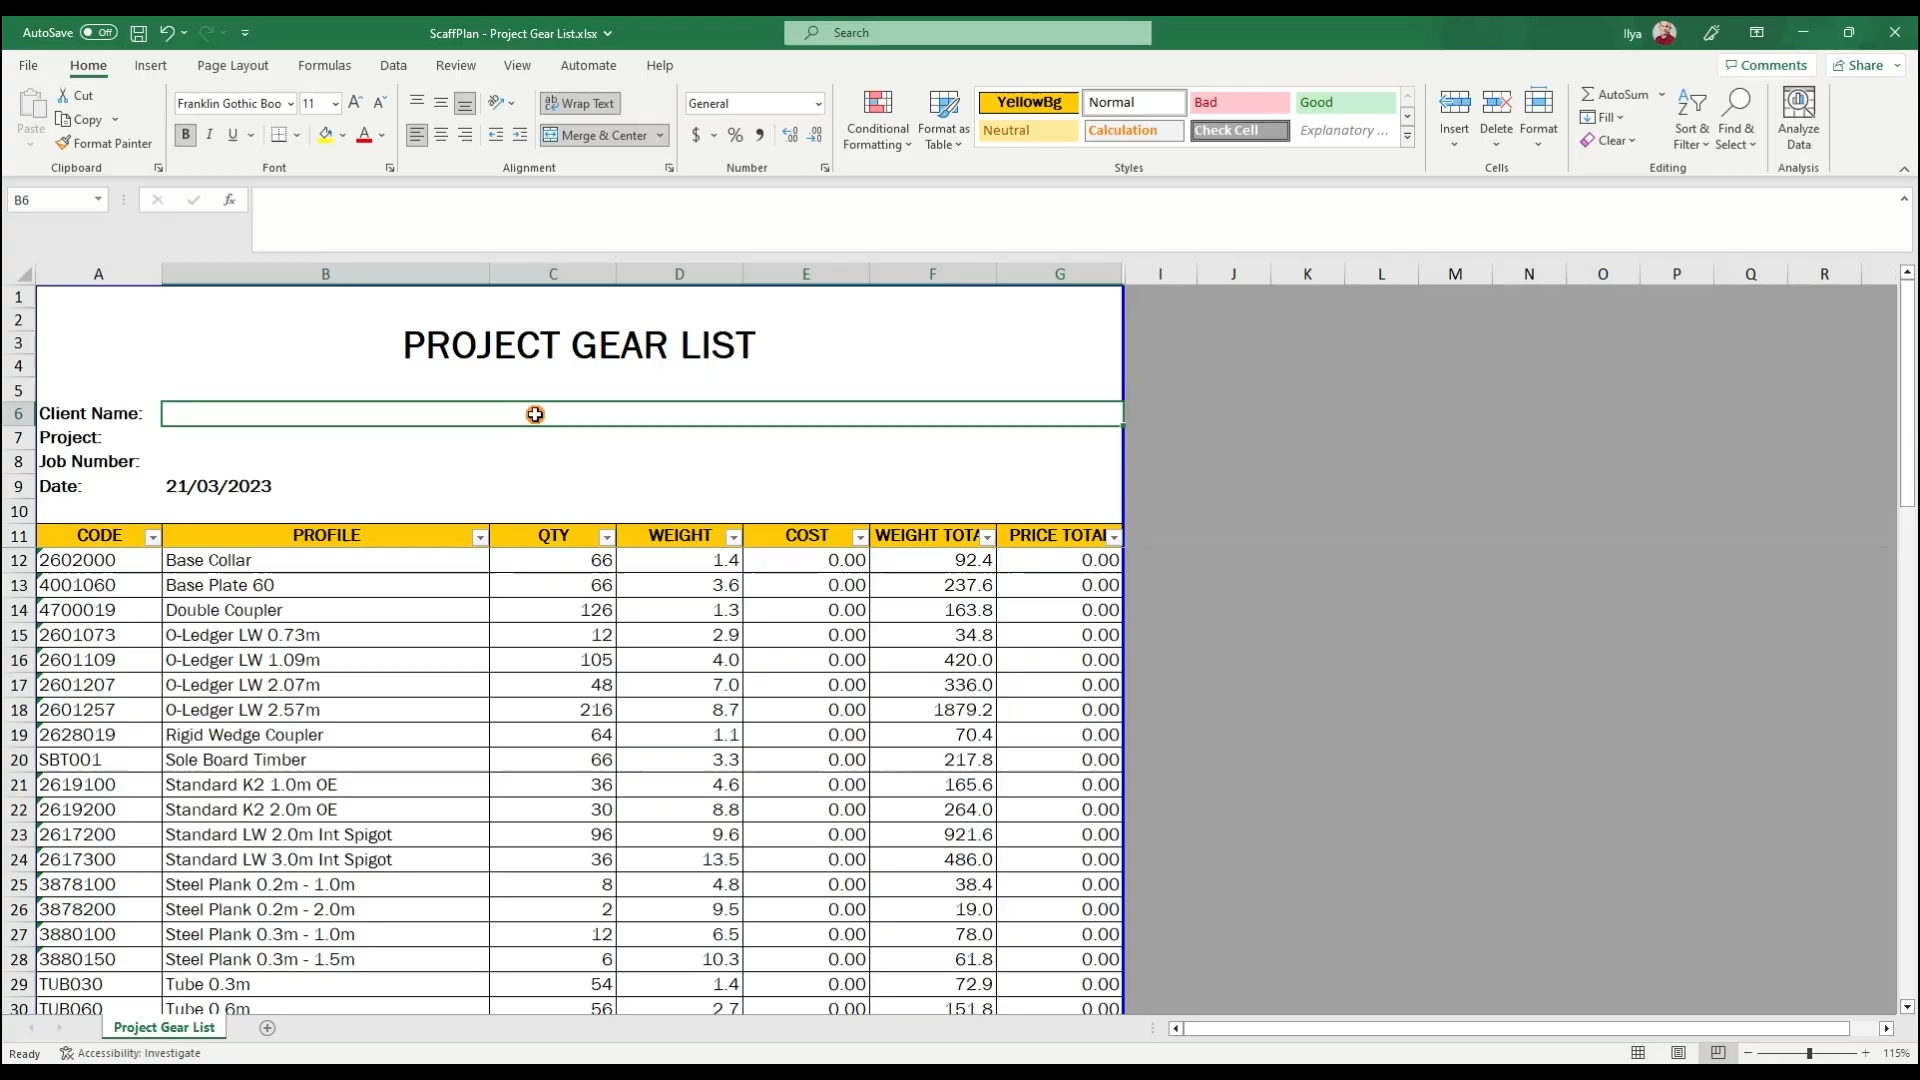 AutoSave Off ScaffPlan - Project Gear List.xlsx Search Ilya
File Home Insert Page Layout Formulas Data Review View Automate Help Comments Share
Paste Cut Copy Format Painter Clipboard
Franklin Gothic Boo 11 A A B I U A Font
ab Wrap Text Merge & Center Alignment
General $ % Number
Conditional Formatting Format as Table
YellowBg Normal Bad Good
Neutral Calculation Check Cell Explanatory ...
Styles
Insert Delete Format Cells
AutoSum Fill Clear Sort & Filter Find & Select Editing
Analyze Data Analysis
B6 fx
A B C D E F G I J K L M N O P Q R
1
2
3 PROJECT GEAR LIST
4
5
6 Client Name:
7 Project:
8 Job Number:
9 Date: 21/03/2023
10
11 CODE PROFILE QTY WEIGHT COST WEIGHT TOTA PRICE TOTAL
12 2602000 Base Collar 66 1.4 0.00 92.4 0.00
13 4001060 Base Plate 60 66 3.6 0.00 237.6 0.00
14 4700019 Double Coupler 126 1.3 0.00 163.8 0.00
15 2601073 O-Ledger LW 0.73m 12 2.9 0.00 34.8 0.00
16 2601109 O-Ledger LW 1.09m 105 4.0 0.00 420.0 0.00
17 2601207 O-Ledger LW 2.07m 48 7.0 0.00 336.0 0.00
18 2601257 O-Ledger LW 2.57m 216 8.7 0.00 1879.2 0.00
19 2628019 Rigid Wedge Coupler 64 1.1 0.00 70.4 0.00
20 SBT001 Sole Board Timber 66 3.3 0.00 217.8 0.00
21 2619100 Standard K2 1.0m OE 36 4.6 0.00 165.6 0.00
22 2619200 Standard K2 2.0m OE 30 8.8 0.00 264.0 0.00
23 2617200 Standard LW 2.0m Int Spigot 96 9.6 0.00 921.6 0.00
24 2617300 Standard LW 3.0m Int Spigot 36 13.5 0.00 486.0 0.00
25 3878100 Steel Plank 0.2m - 1.0m 8 4.8 0.00 38.4 0.00
26 3878200 Steel Plank 0.2m - 2.0m 2 9.5 0.00 19.0 0.00
27 3880100 Steel Plank 0.3m - 1.0m 12 6.5 0.00 78.0 0.00
28 3880150 Steel Plank 0.3m - 1.5m 6 10.3 0.00 61.8 0.00
29 TUB030 Tube 0.3m 54 1.4 0.00 72.9 0.00
30 TUB060 Tube 0.6m 56 2.7 0.00 151.8 0.00
Project Gear List
Ready Accessibility: Investigate 115%